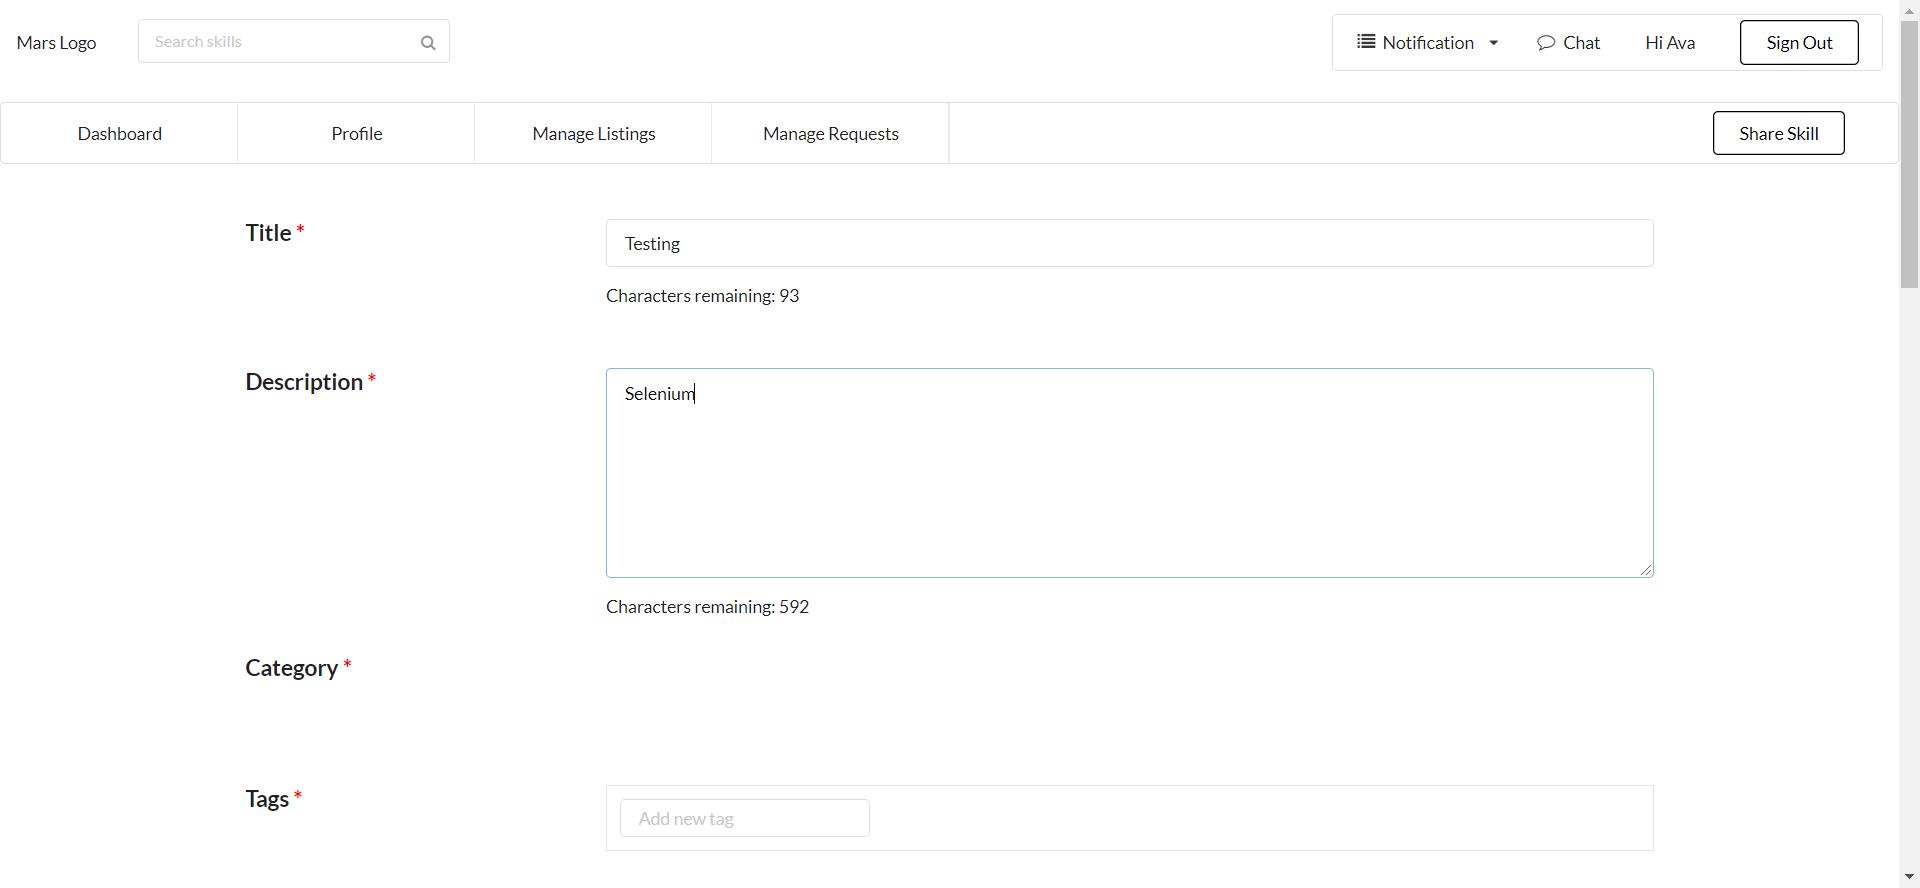 Mars Logo
Search skills
Notification
Chat
Hi Ava
Sign Out
Dashboard
Profile
Manage Listings
Manage Requests
Share Skill
Title *
Testing
Characters remaining: 93
Description *
Selenium
Characters remaining: 592
Category *
Tags *
Add new tag